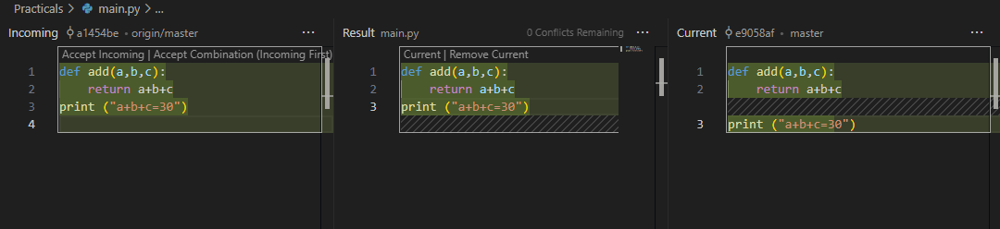 Practicals > main.py > ...
Incoming a1454be • origin/master ...
Accept Incoming | Accept Combination (Incoming First)
1 def add(a,b,c):
2 return a+b+c
3 print ("a+b+c=30")
4
Result main.py 0 Conflicts Remaining ...
Current | Remove Current
1 def add(a,b,c):
2 return a+b+c
3 print ("a+b+c=30")
Current e9058af • master ...
1 def add(a,b,c):
2 return a+b+c
3 print ("a+b+c=30")